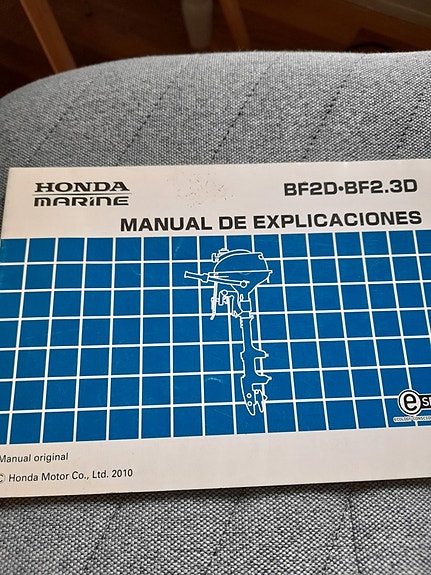 HONDA
MARINE
BF2D•BF2.3D
MANUAL DE EXPLICACIONES
e
Manual original
© Honda Motor Co., Ltd. 2010